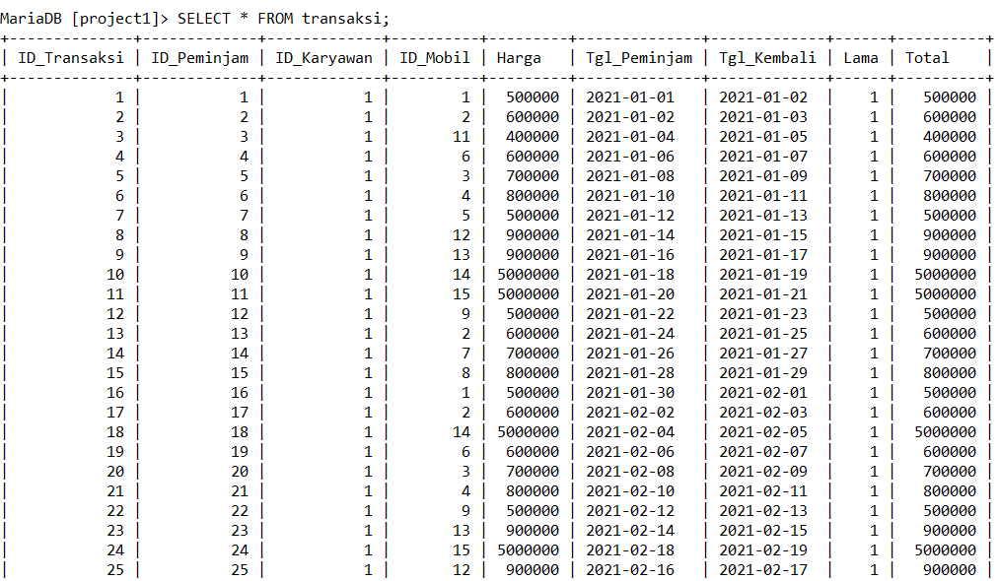 MariaDB [project1]> SELECT * FROM transaksi;
+--------------+-------------+-------------+----------+---------+--------------+-------------+------+---------+
| ID_Transaksi | ID_Peminjam | ID_Karyawan | ID_Mobil | Harga   | Tgl_Peminjam | Tgl_Kembali | Lama | Total   |
+--------------+-------------+-------------+----------+---------+--------------+-------------+------+---------+
|            1 |           1 |           1 |        1 |  500000 | 2021-01-01   | 2021-01-02  |    1 |  500000 |
|            2 |           2 |           1 |        2 |  600000 | 2021-01-02   | 2021-01-03  |    1 |  600000 |
|            3 |           3 |           1 |       11 |  400000 | 2021-01-04   | 2021-01-05  |    1 |  400000 |
|            4 |           4 |           1 |        6 |  600000 | 2021-01-06   | 2021-01-07  |    1 |  600000 |
|            5 |           5 |           1 |        3 |  700000 | 2021-01-08   | 2021-01-09  |    1 |  700000 |
|            6 |           6 |           1 |        4 |  800000 | 2021-01-10   | 2021-01-11  |    1 |  800000 |
|            7 |           7 |           1 |        5 |  500000 | 2021-01-12   | 2021-01-13  |    1 |  500000 |
|            8 |           8 |           1 |       12 |  900000 | 2021-01-14   | 2021-01-15  |    1 |  900000 |
|            9 |           9 |           1 |       13 |  900000 | 2021-01-16   | 2021-01-17  |    1 |  900000 |
|           10 |          10 |           1 |       14 | 5000000 | 2021-01-18   | 2021-01-19  |    1 | 5000000 |
|           11 |          11 |           1 |       15 | 5000000 | 2021-01-20   | 2021-01-21  |    1 | 5000000 |
|           12 |          12 |           1 |        9 |  500000 | 2021-01-22   | 2021-01-23  |    1 |  500000 |
|           13 |          13 |           1 |        2 |  600000 | 2021-01-24   | 2021-01-25  |    1 |  600000 |
|           14 |          14 |           1 |        7 |  700000 | 2021-01-26   | 2021-01-27  |    1 |  700000 |
|           15 |          15 |           1 |        8 |  800000 | 2021-01-28   | 2021-01-29  |    1 |  800000 |
|           16 |          16 |           1 |        1 |  500000 | 2021-01-30   | 2021-02-01  |    1 |  500000 |
|           17 |          17 |           1 |        2 |  600000 | 2021-02-02   | 2021-02-03  |    1 |  600000 |
|           18 |          18 |           1 |       14 | 5000000 | 2021-02-04   | 2021-02-05  |    1 | 5000000 |
|           19 |          19 |           1 |        6 |  600000 | 2021-02-06   | 2021-02-07  |    1 |  600000 |
|           20 |          20 |           1 |        3 |  700000 | 2021-02-08   | 2021-02-09  |    1 |  700000 |
|           21 |          21 |           1 |        4 |  800000 | 2021-02-10   | 2021-02-11  |    1 |  800000 |
|           22 |          22 |           1 |        9 |  500000 | 2021-02-12   | 2021-02-13  |    1 |  500000 |
|           23 |          23 |           1 |       13 |  900000 | 2021-02-14   | 2021-02-15  |    1 |  900000 |
|           24 |          24 |           1 |       15 | 5000000 | 2021-02-18   | 2021-02-19  |    1 | 5000000 |
|           25 |          25 |           1 |       12 |  900000 | 2021-02-16   | 2021-02-17  |    1 |  900000 |